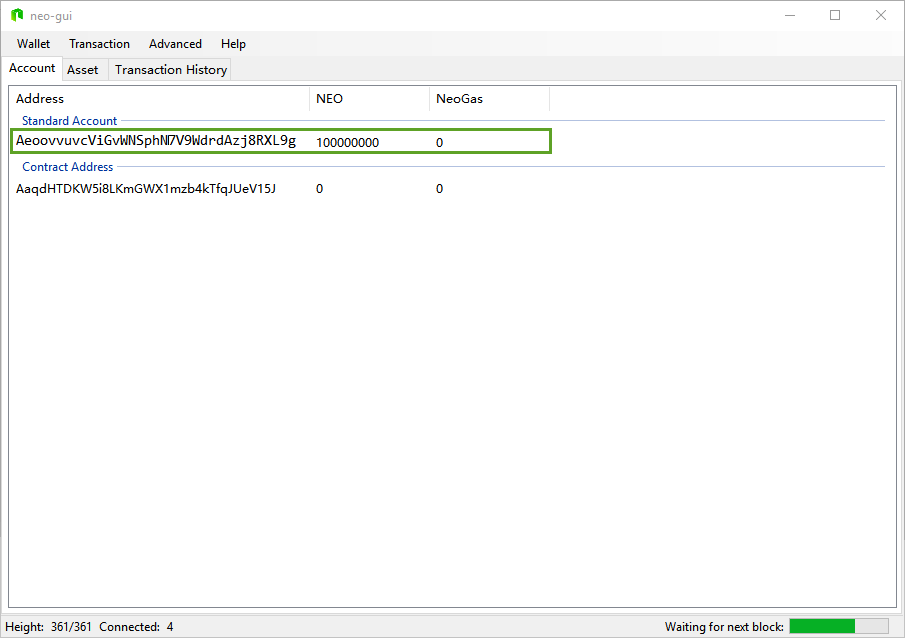 neo-gui
Wallet Transaction Advanced Help
Account Asset Transaction History
Address NEO NeoGas
Standard Account
AeoovvuvcViGvWNSphN7V9WdrdAzj8RXL9g 100000000 0
Contract Address
AaqdHTDKW5i8LKmGWX1mzb4kTfqJUeV15J 0 0
Height: 361/361 Connected: 4 Waiting for next block: